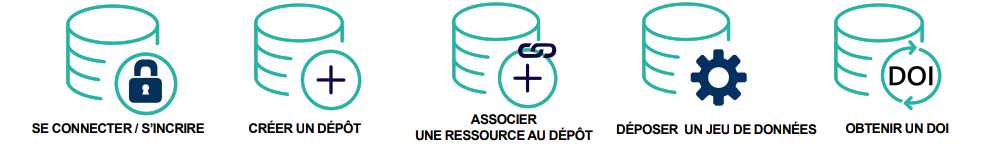 DOI
SE CONNECTER / S'INCRIRE
CRÉER UN DÉPÔT
ASSOCIER
UNE RESSOURCE AU DÉPÔT
DÉPOSER UN JEU DE DONNÉES
OBTENIR UN DOI